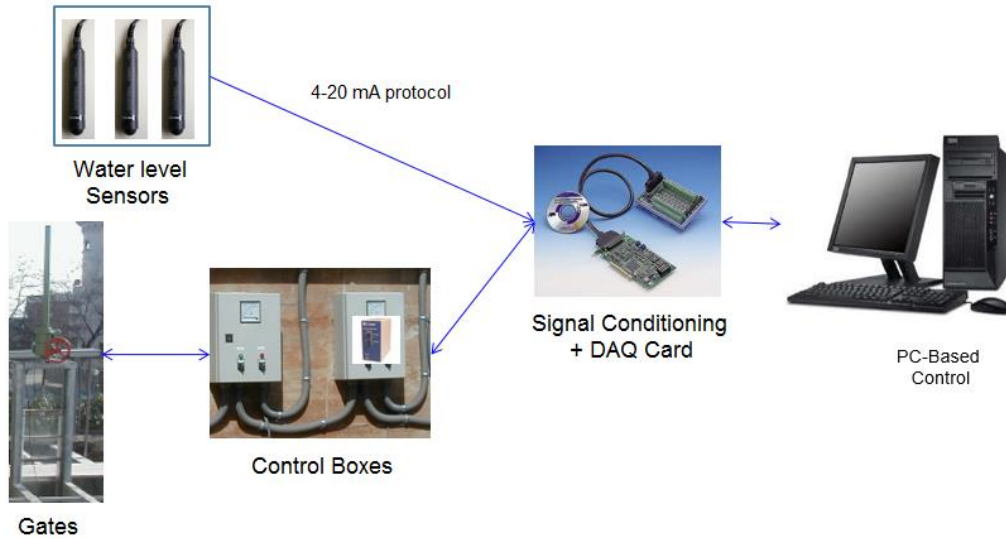 4-20 mA protocol
Water level
Sensors
Signal Conditioning
+ DAQ Card
PC-Based
Control
Control Boxes
Gates